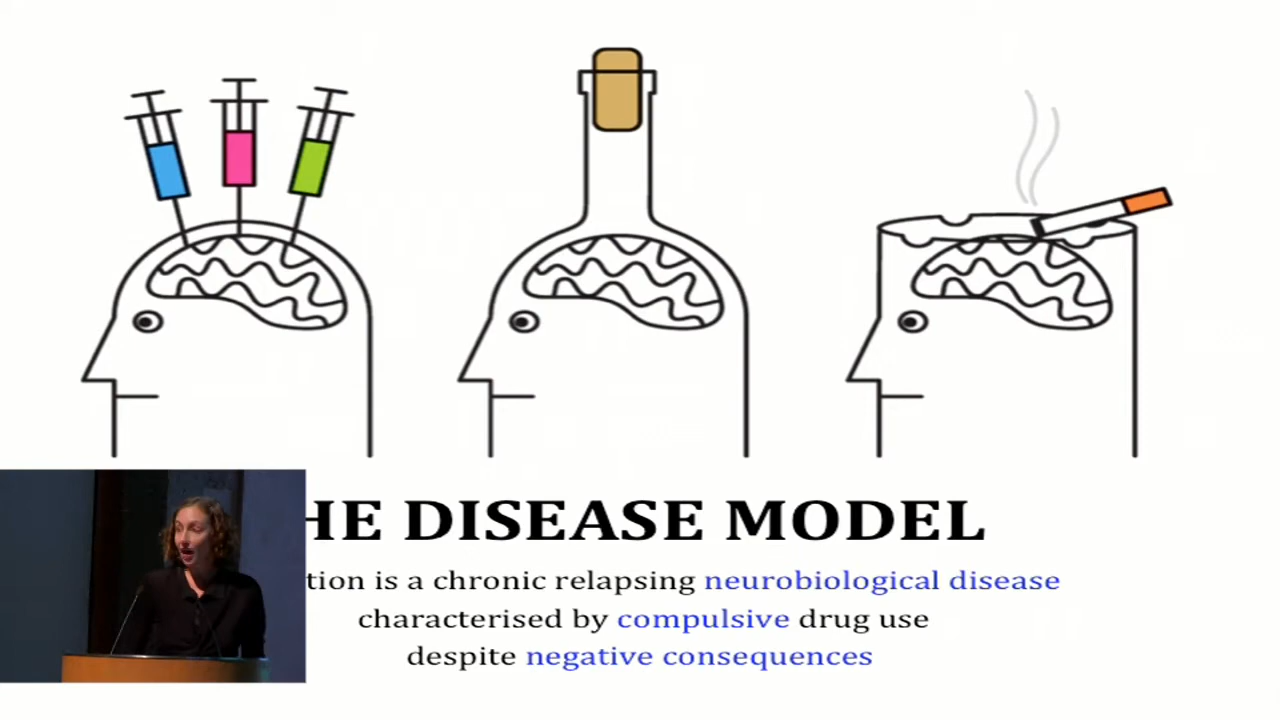 HE DISEASE MODEL
tion is a chronic relapsing neurobiological disease
characterised by compulsive drug use
despite negative consequences